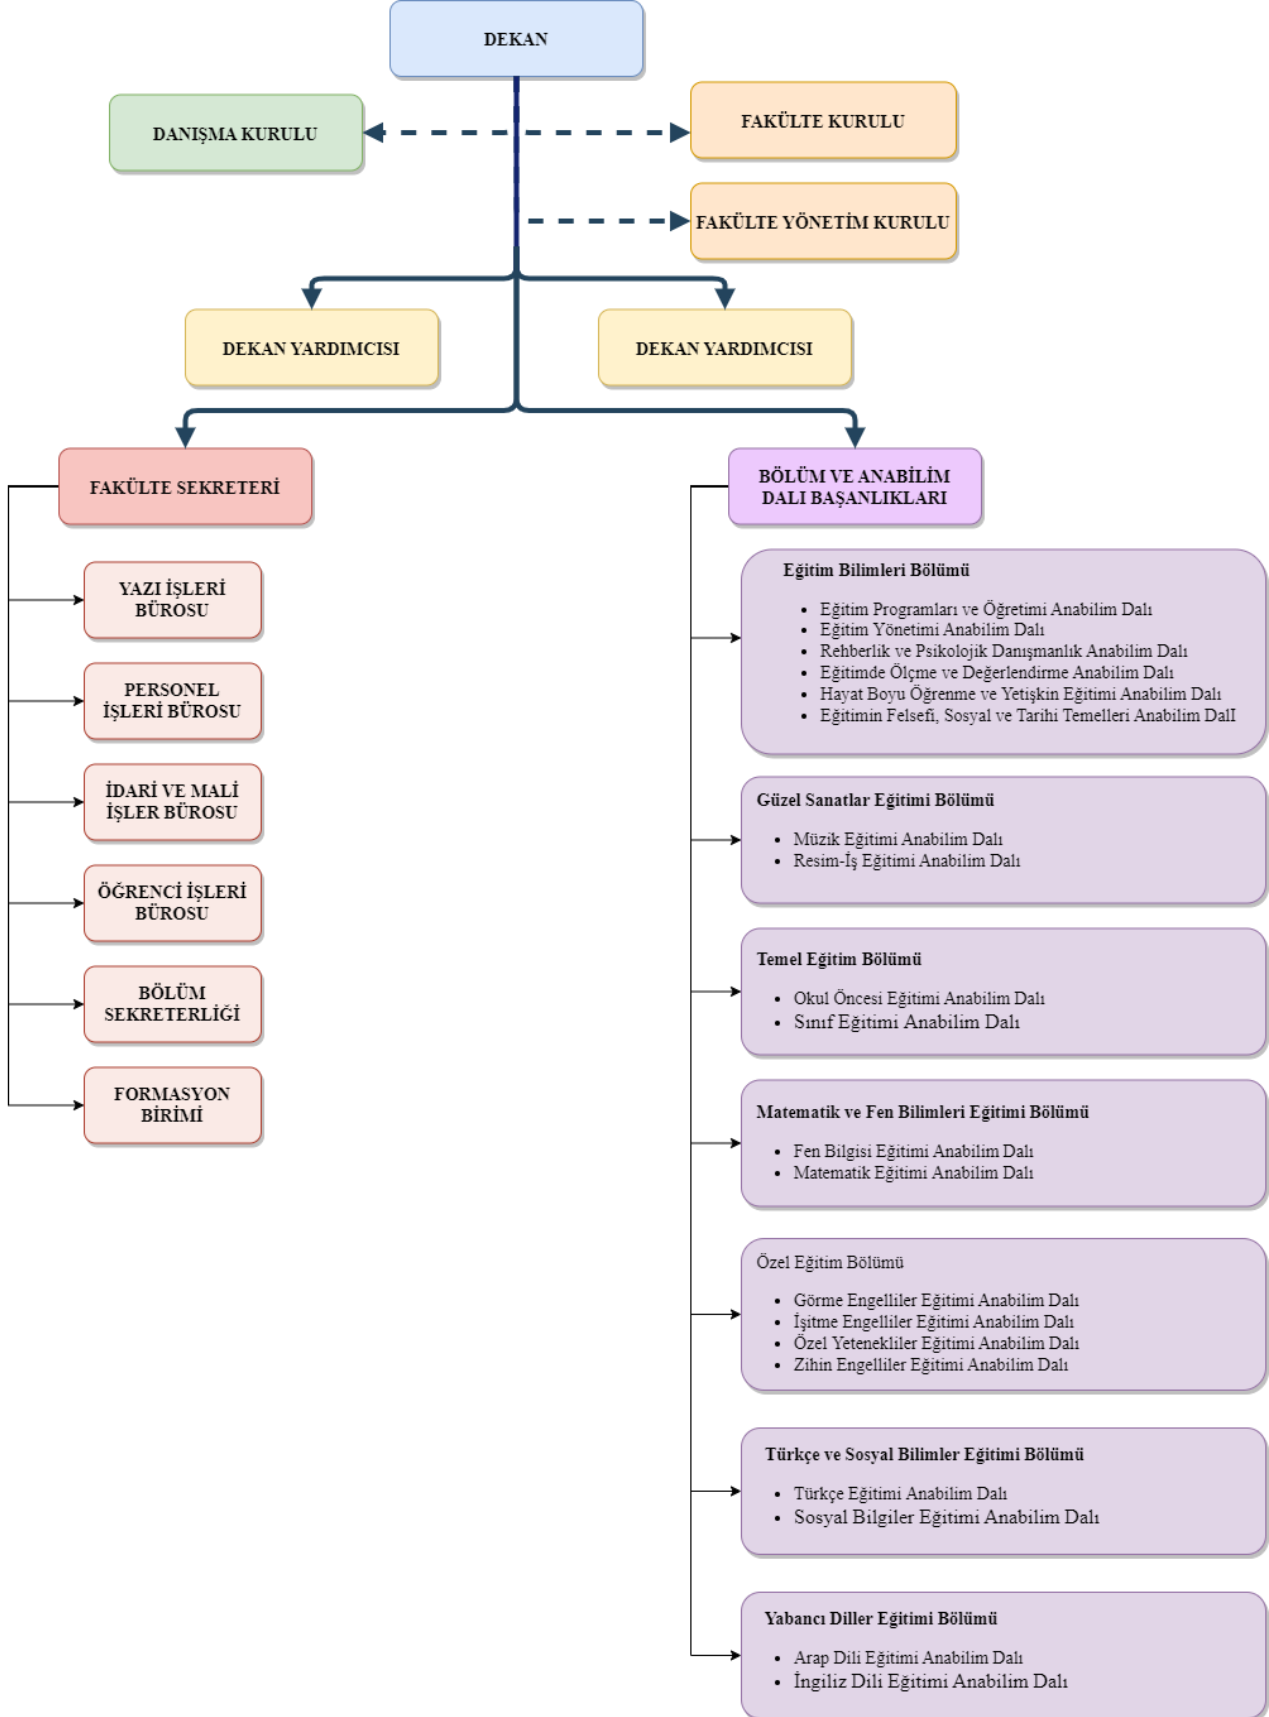 DEKAN
DANIŞMA KURULU
FAKÜLTE KURULU
FAKÜLTE YÖNETİM KURULU
DEKAN YARDIMCISI
DEKAN YARDIMCISI
FAKÜLTE SEKRETERİ
YAZI İŞLERİ
BÜROSU
PERSONEL
İŞLERİ BÜROSU
İDARİ VE MALİ
İŞLER BÜROSU
ÖĞRENCİ İŞLERİ
BÜROSU
BÖLÜM
SEKRETERLİĞİ
FORMASYON
BİRİMİ
BÖLÜM VE ANABİLİM
DALI BAŞANLIKLARI
Eğitim Bilimleri Bölümü
• Eğitim Programları ve Öğretimi Anabilim Dalı
• Eğitim Yönetimi Anabilim Dalı
• Rehberlik ve Psikolojik Danışmanlık Anabilim Dalı
• Eğitimde Ölçme ve Değerlendirme Anabilim Dalı
• Hayat Boyu Öğrenme ve Yetişkin Eğitimi Anabilim Dalı
• Eğitimin Felsefi, Sosyal ve Tarihi Temelleri Anabilim DalI
Güzel Sanatlar Eğitimi Bölümü
• Müzik Eğitimi Anabilim Dalı
• Resim-İş Eğitimi Anabilim Dalı
Temel Eğitim Bölümü
• Okul Öncesi Eğitimi Anabilim Dalı
• Sınıf Eğitimi Anabilim Dalı
Matematik ve Fen Bilimleri Eğitimi Bölümü
• Fen Bilgisi Eğitimi Anabilim Dalı
• Matematik Eğitimi Anabilim Dalı
Özel Eğitim Bölümü
• Görme Engelliler Eğitimi Anabilim Dalı
• İşitme Engelliler Eğitimi Anabilim Dalı
• Özel Yetenekliler Eğitimi Anabilim Dalı
• Zihin Engelliler Eğitimi Anabilim Dalı
Türkçe ve Sosyal Bilimler Eğitimi Bölümü
• Türkçe Eğitimi Anabilim Dalı
• Sosyal Bilgiler Eğitimi Anabilim Dalı
Yabancı Diller Eğitimi Bölümü
• Arap Dili Eğitimi Anabilim Dalı
• İngiliz Dili Eğitimi Anabilim Dalı